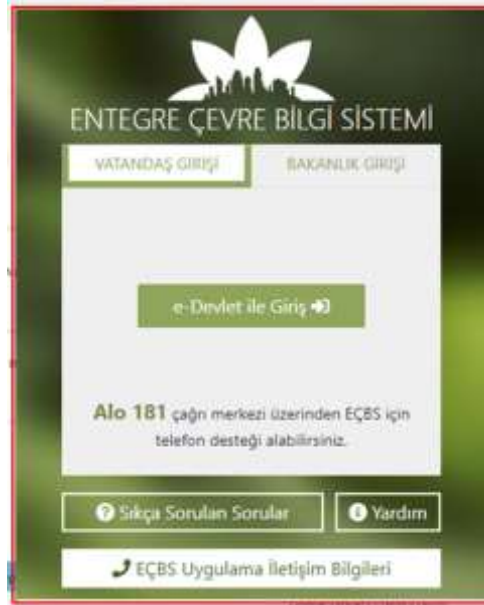 ENTEGRE ÇEVRE BİLGİ SİSTEMİ
VATANDAŞ GİRİŞİ
BAKANLIK GİRİŞİ
e-Devlet ile Giriş
Alo 181 çağrı merkezi üzerinden EÇBS için
telefon desteği alabilirsiniz.
Sıkça Sorulan Sorular
Yardım
EÇBS Uygulama İletişim Bilgileri